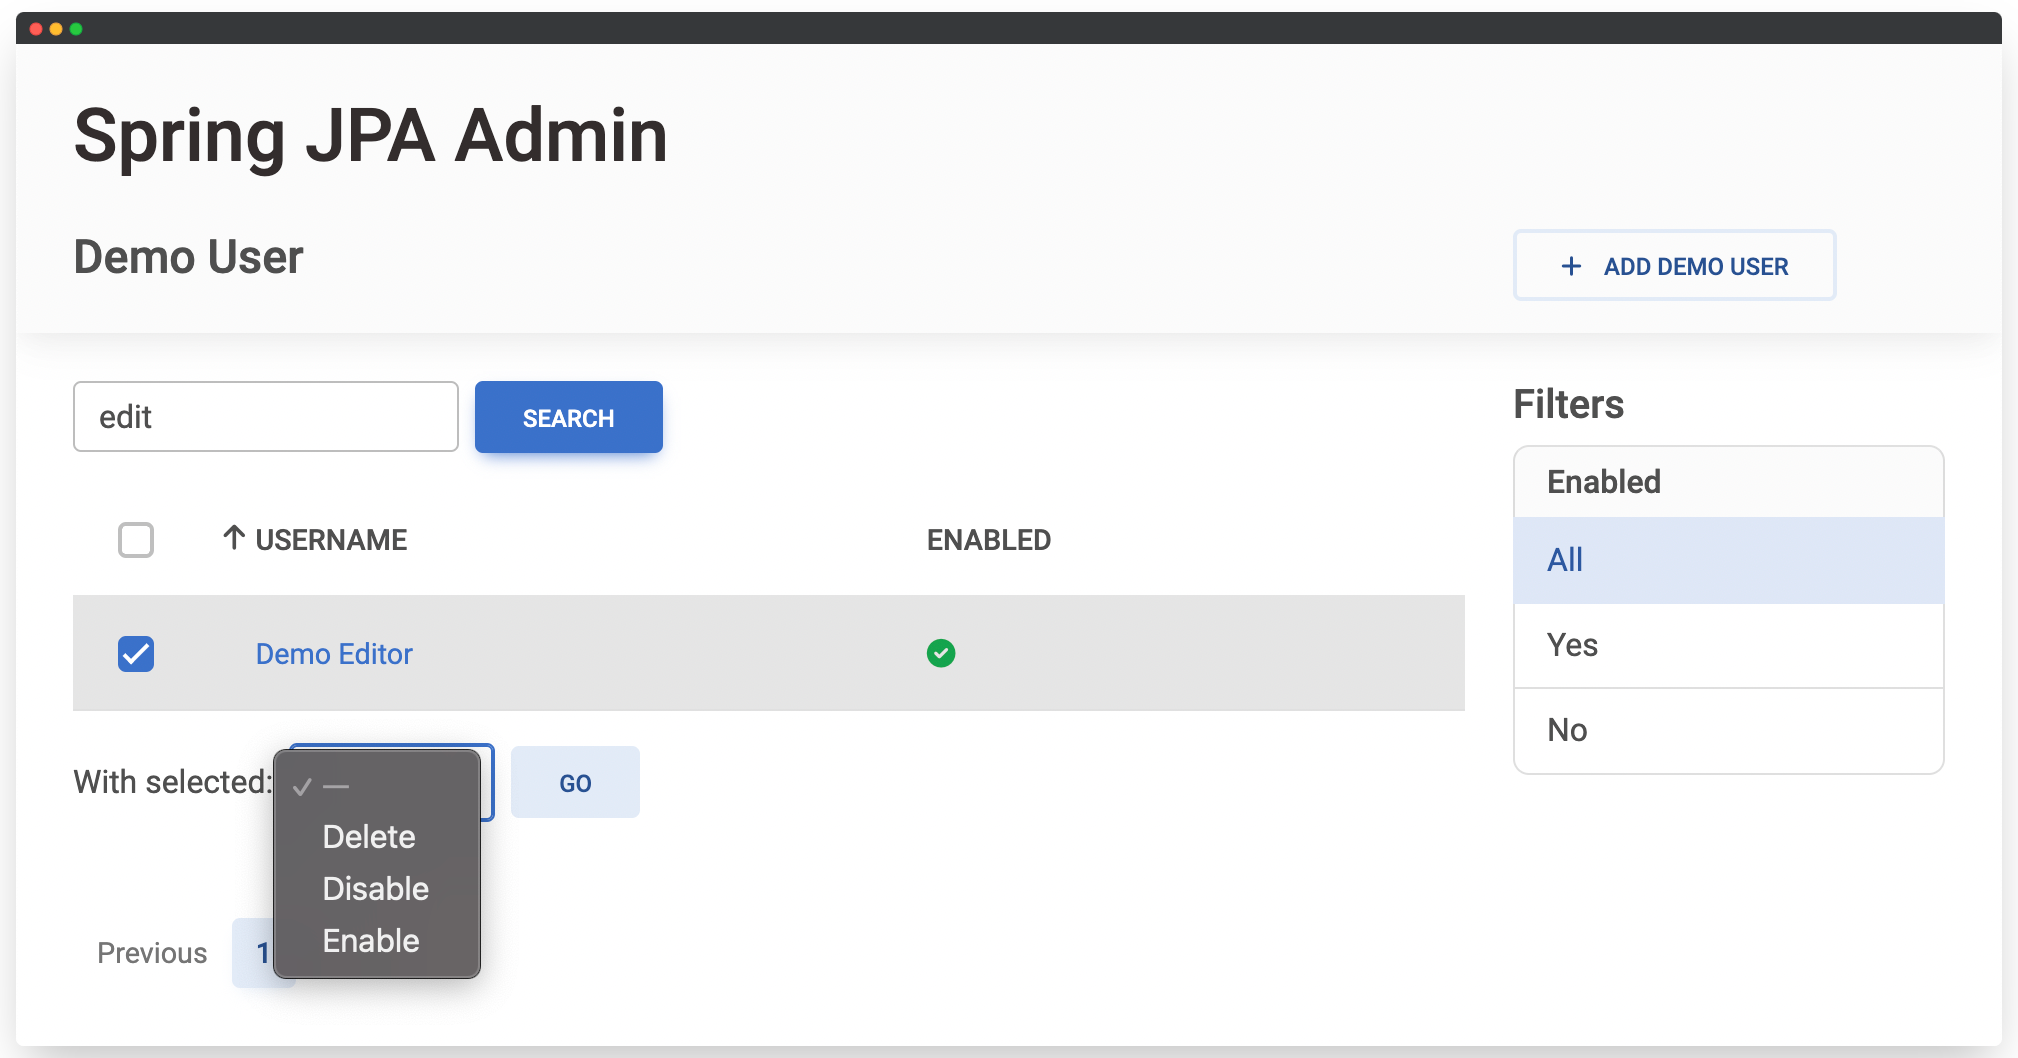 Spring JPA Admin
Demo User
+ ADD DEMO USER
edit
SEARCH
Filters
Enabled
All
Yes
No
↑ USERNAME
ENABLED
Demo Editor
With selected:
✓ —
Delete
Disable
Enable
GO
Previous
1